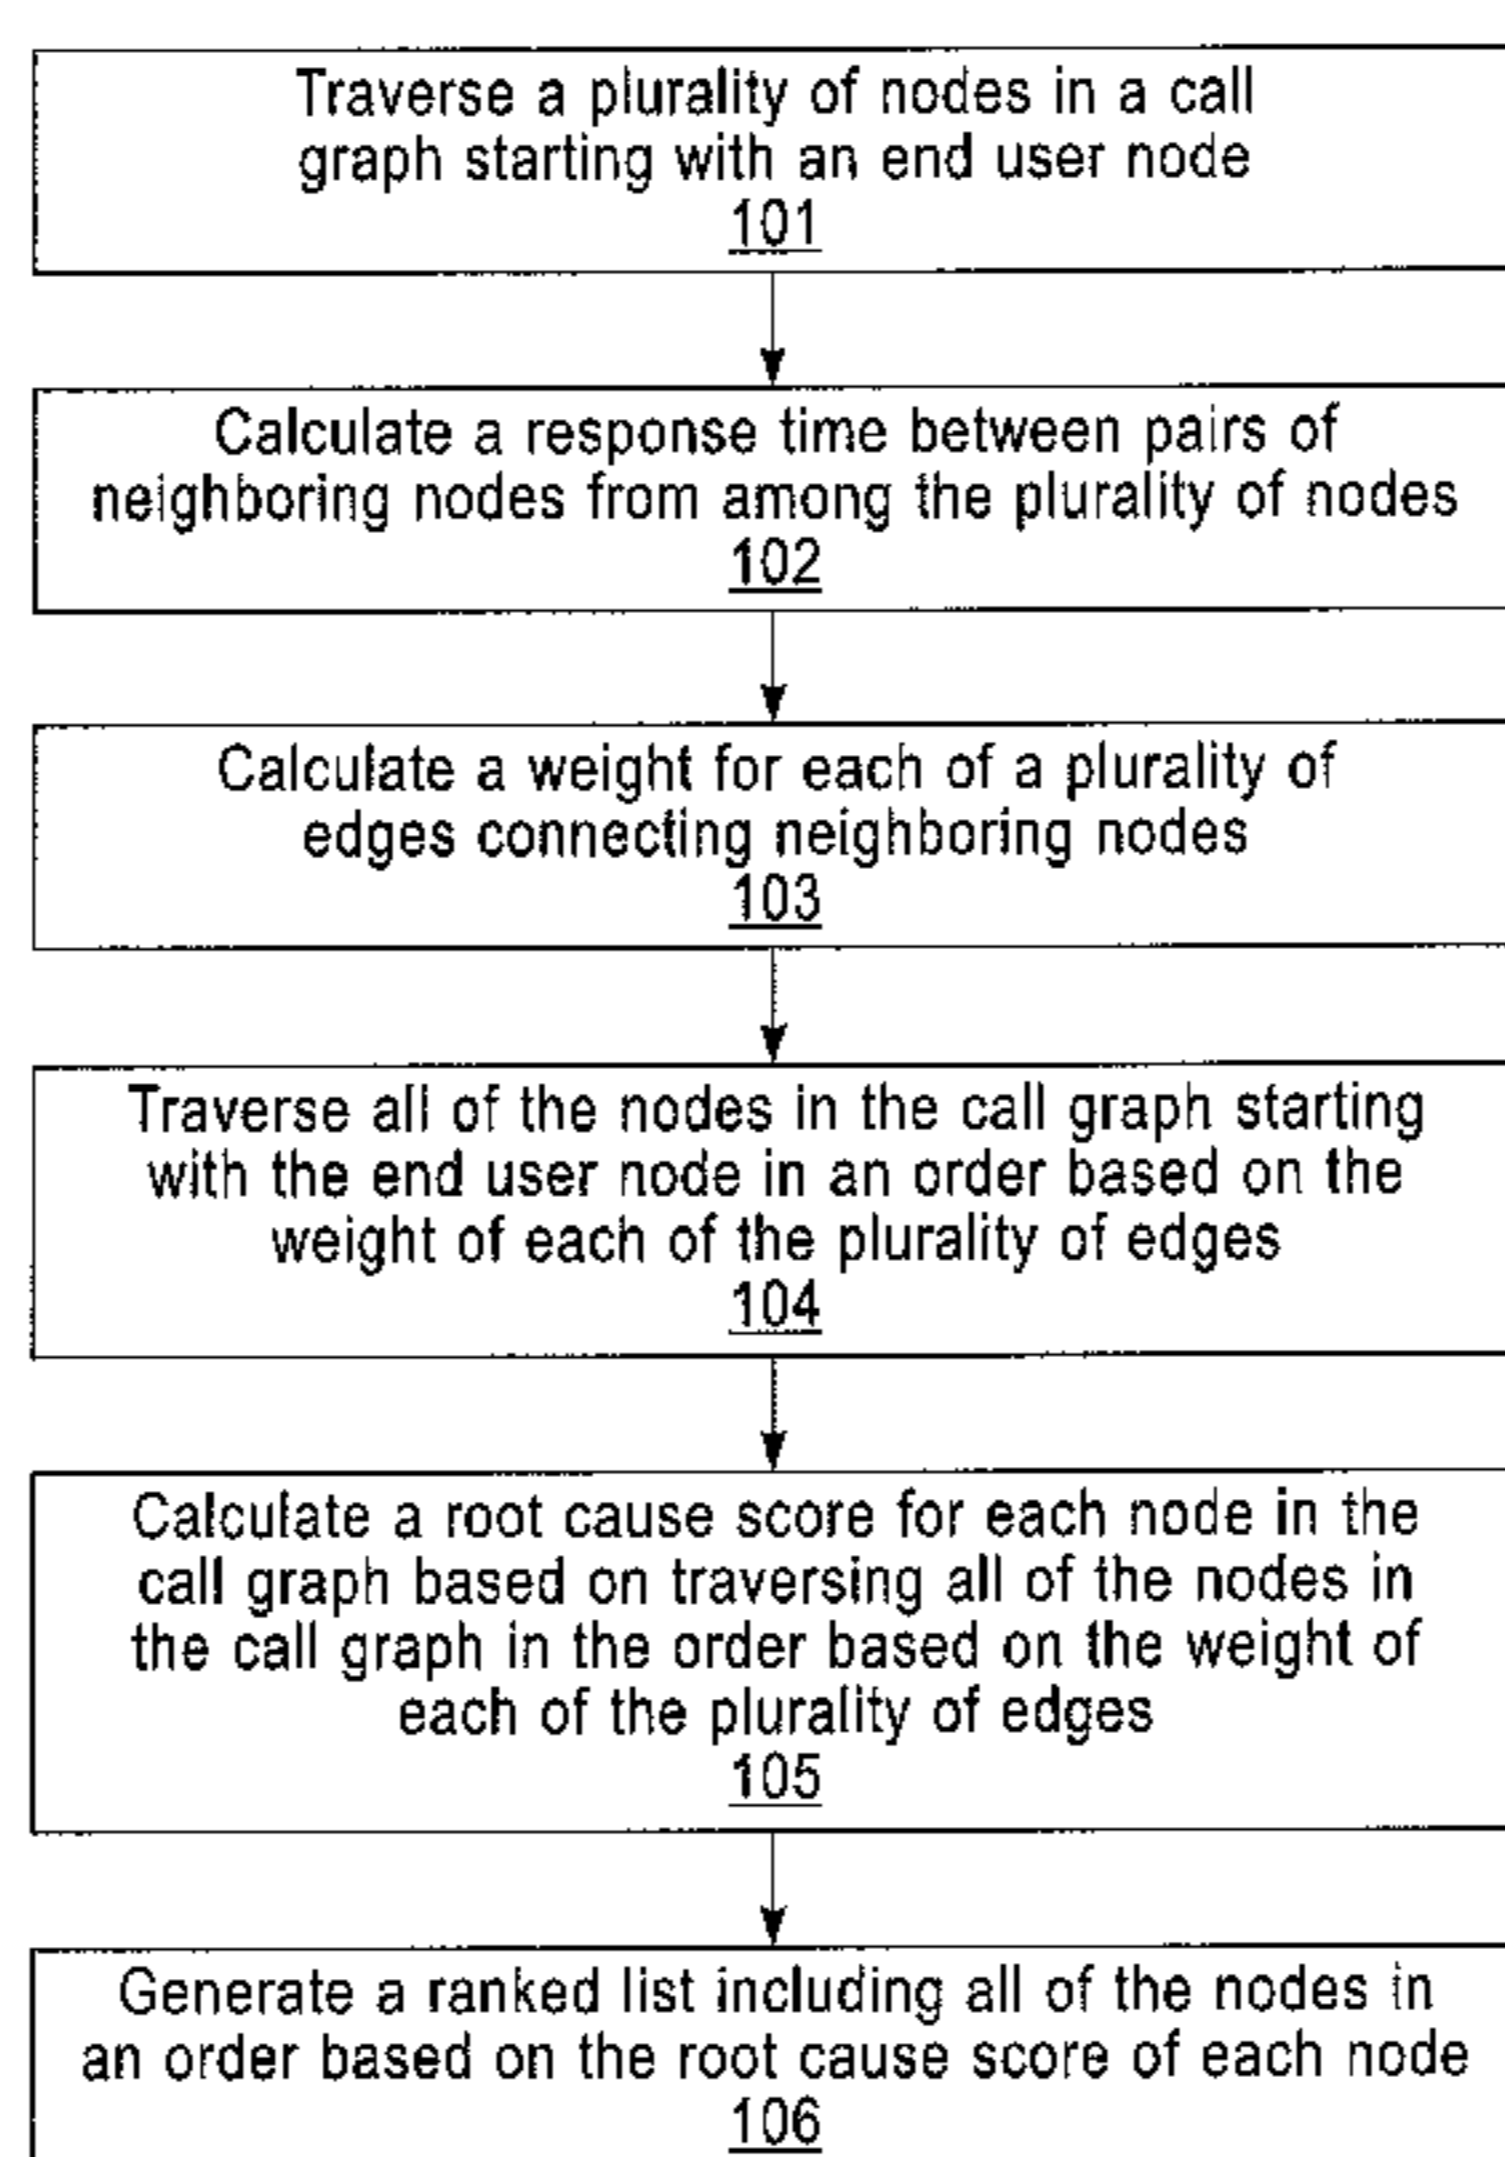 Traverse a plurality of nodes in a call
graph starting with an end user node
101
Calculate a response time between pairs of
neighboring nodes from among the plurality of nodes
102
Calculate a weight for each of a plurality of
edges connecting neighboring nodes
103
Traverse all of the nodes in the call graph starting
with the end user node in an order based on the
weight of each of the plurality of edges
104
Calculate a root cause score for each node in the
call graph based on traversing all of the nodes in
the call graph in the order based on the weight of
each of the plurality of edges
105
Generate a ranked list including all of the nodes in
an order based on the root cause score of each node
106